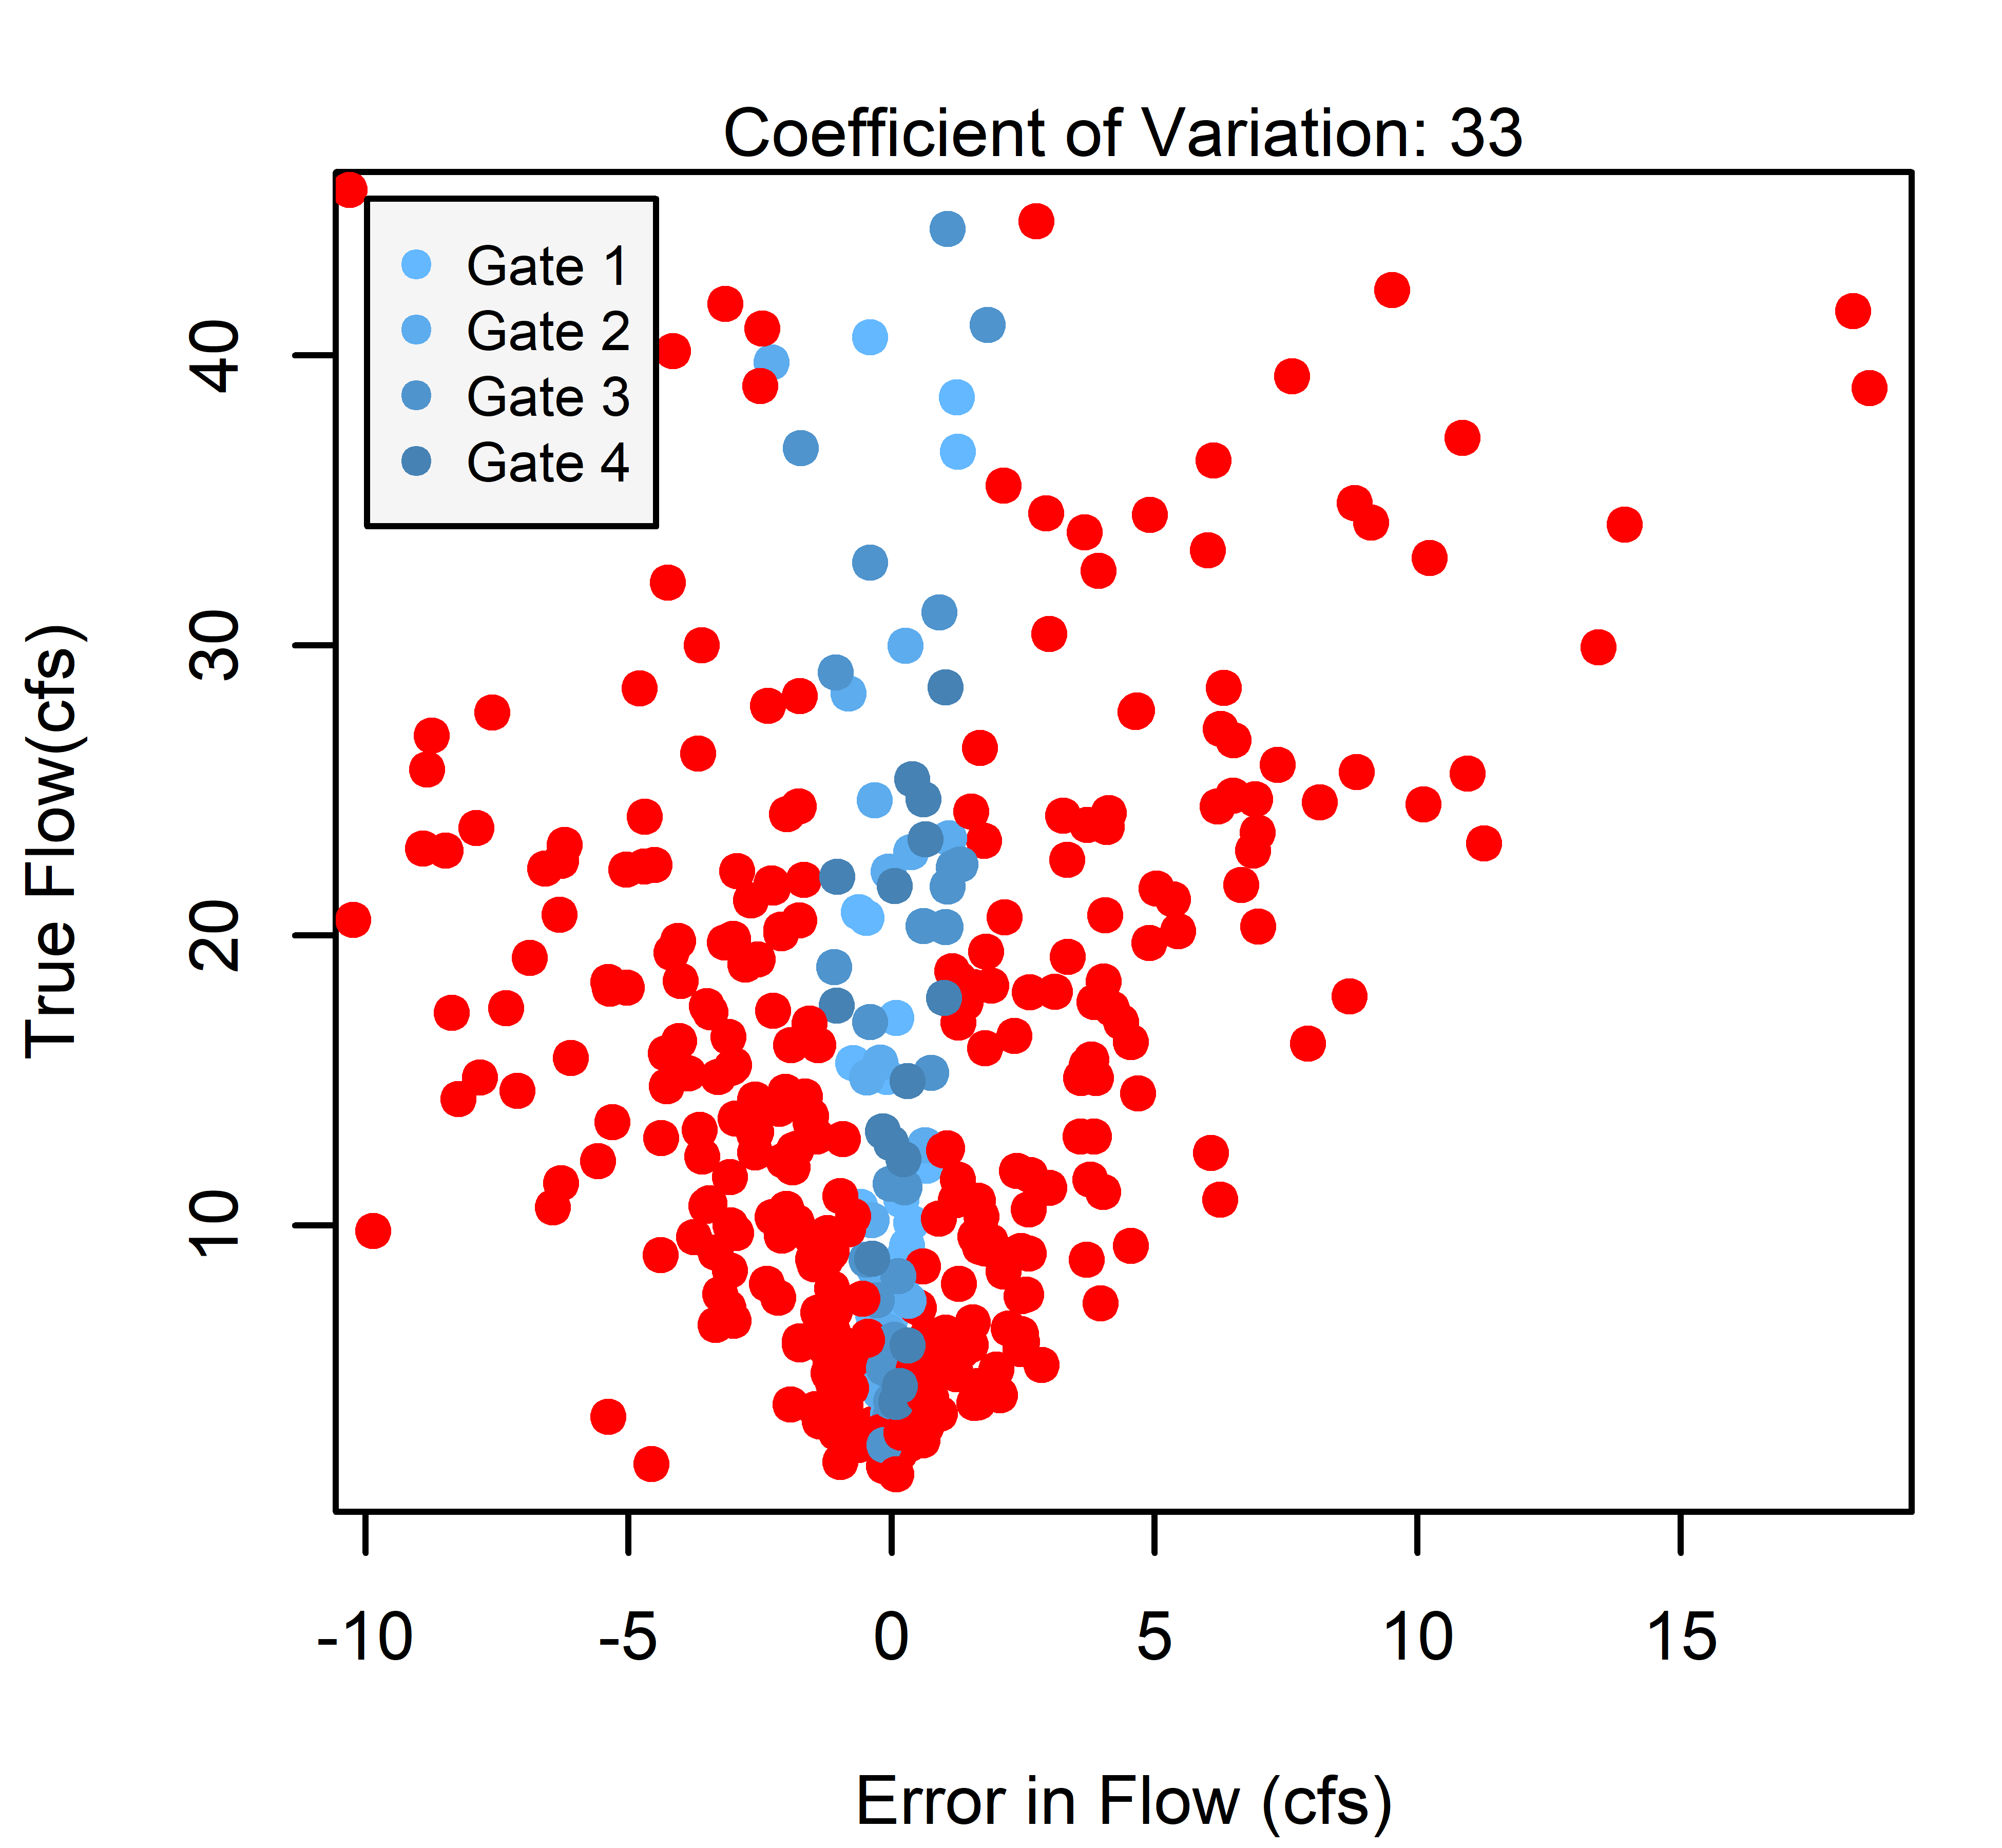 Coefficient of Variation: 33
Gate 1
Gate 2
Gate 3
Gate 4
True Flow(cfs)
40
30
20
10
-10 -5 0 5 10 15
Error in Flow (cfs)